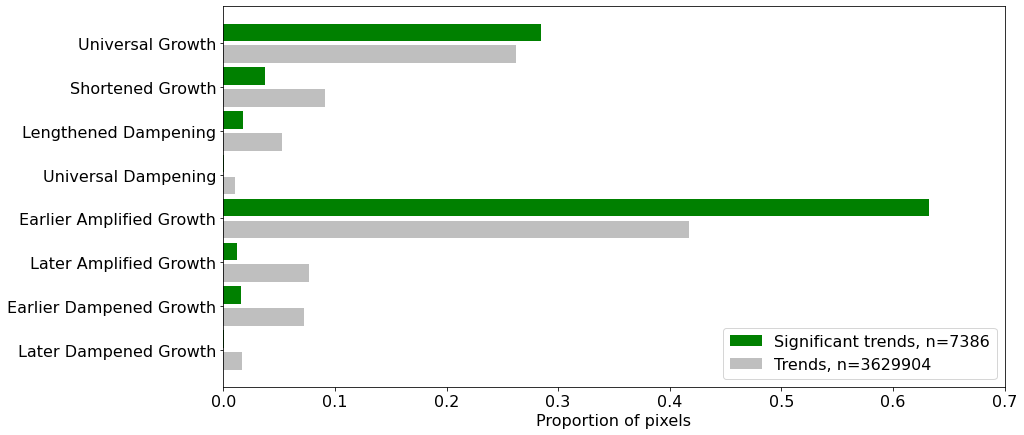 Universal Growth
Shortened Growth
Lengthened Dampening
Universal Dampening
Earlier Amplified Growth
Later Amplified Growth
Earlier Dampened Growth
Later Dampened Growth
Significant trends, n=7386
Trends, n=3629904
0.0 0.1 0.2 0.3 0.4 0.5 0.6 0.7
Proportion of pixels